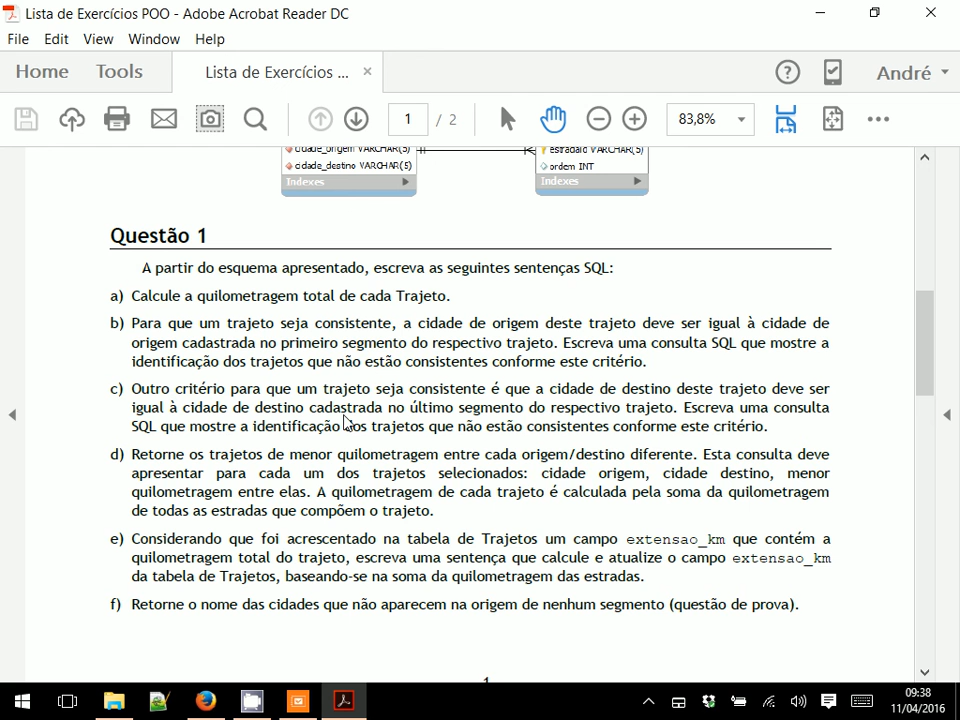 Lista de Exercícios POO - Adobe Acrobat Reader DC
File Edit View Window Help
Home Tools Lista de Exercícios ... × ? André
1 / 2 83,8%
cidade_origem VARCHAR(5) estradaId VARCHAR(5)
cidade_destino VARCHAR(5) ordem INT
Indexes Indexes
Questão 1
A partir do esquema apresentado, escreva as seguintes sentenças SQL:
a) Calcule a quilometragem total de cada Trajeto.
b) Para que um trajeto seja consistente, a cidade de origem deste trajeto deve ser igual à cidade de
origem cadastrada no primeiro segmento do respectivo trajeto. Escreva uma consulta SQL que mostre a
identificação dos trajetos que não estão consistentes conforme este critério.
c) Outro critério para que um trajeto seja consistente é que a cidade de destino deste trajeto deve ser
igual à cidade de destino cadastrada no último segmento do respectivo trajeto. Escreva uma consulta
SQL que mostre a identificação dos trajetos que não estão consistentes conforme este critério.
d) Retorne os trajetos de menor quilometragem entre cada origem/destino diferente. Esta consulta deve
apresentar para cada um dos trajetos selecionados: cidade origem, cidade destino, menor
quilometragem entre elas. A quilometragem de cada trajeto é calculada pela soma da quilometragem
de todas as estradas que compõem o trajeto.
e) Considerando que foi acrescentado na tabela de Trajetos um campo extensao_km que contém a
quilometragem total do trajeto, escreva uma sentença que calcule e atualize o campo extensao_km
da tabela de Trajetos, baseando-se na soma da quilometragem das estradas.
f) Retorne o nome das cidades que não aparecem na origem de nenhum segmento (questão de prova).
09:38
11/04/2016